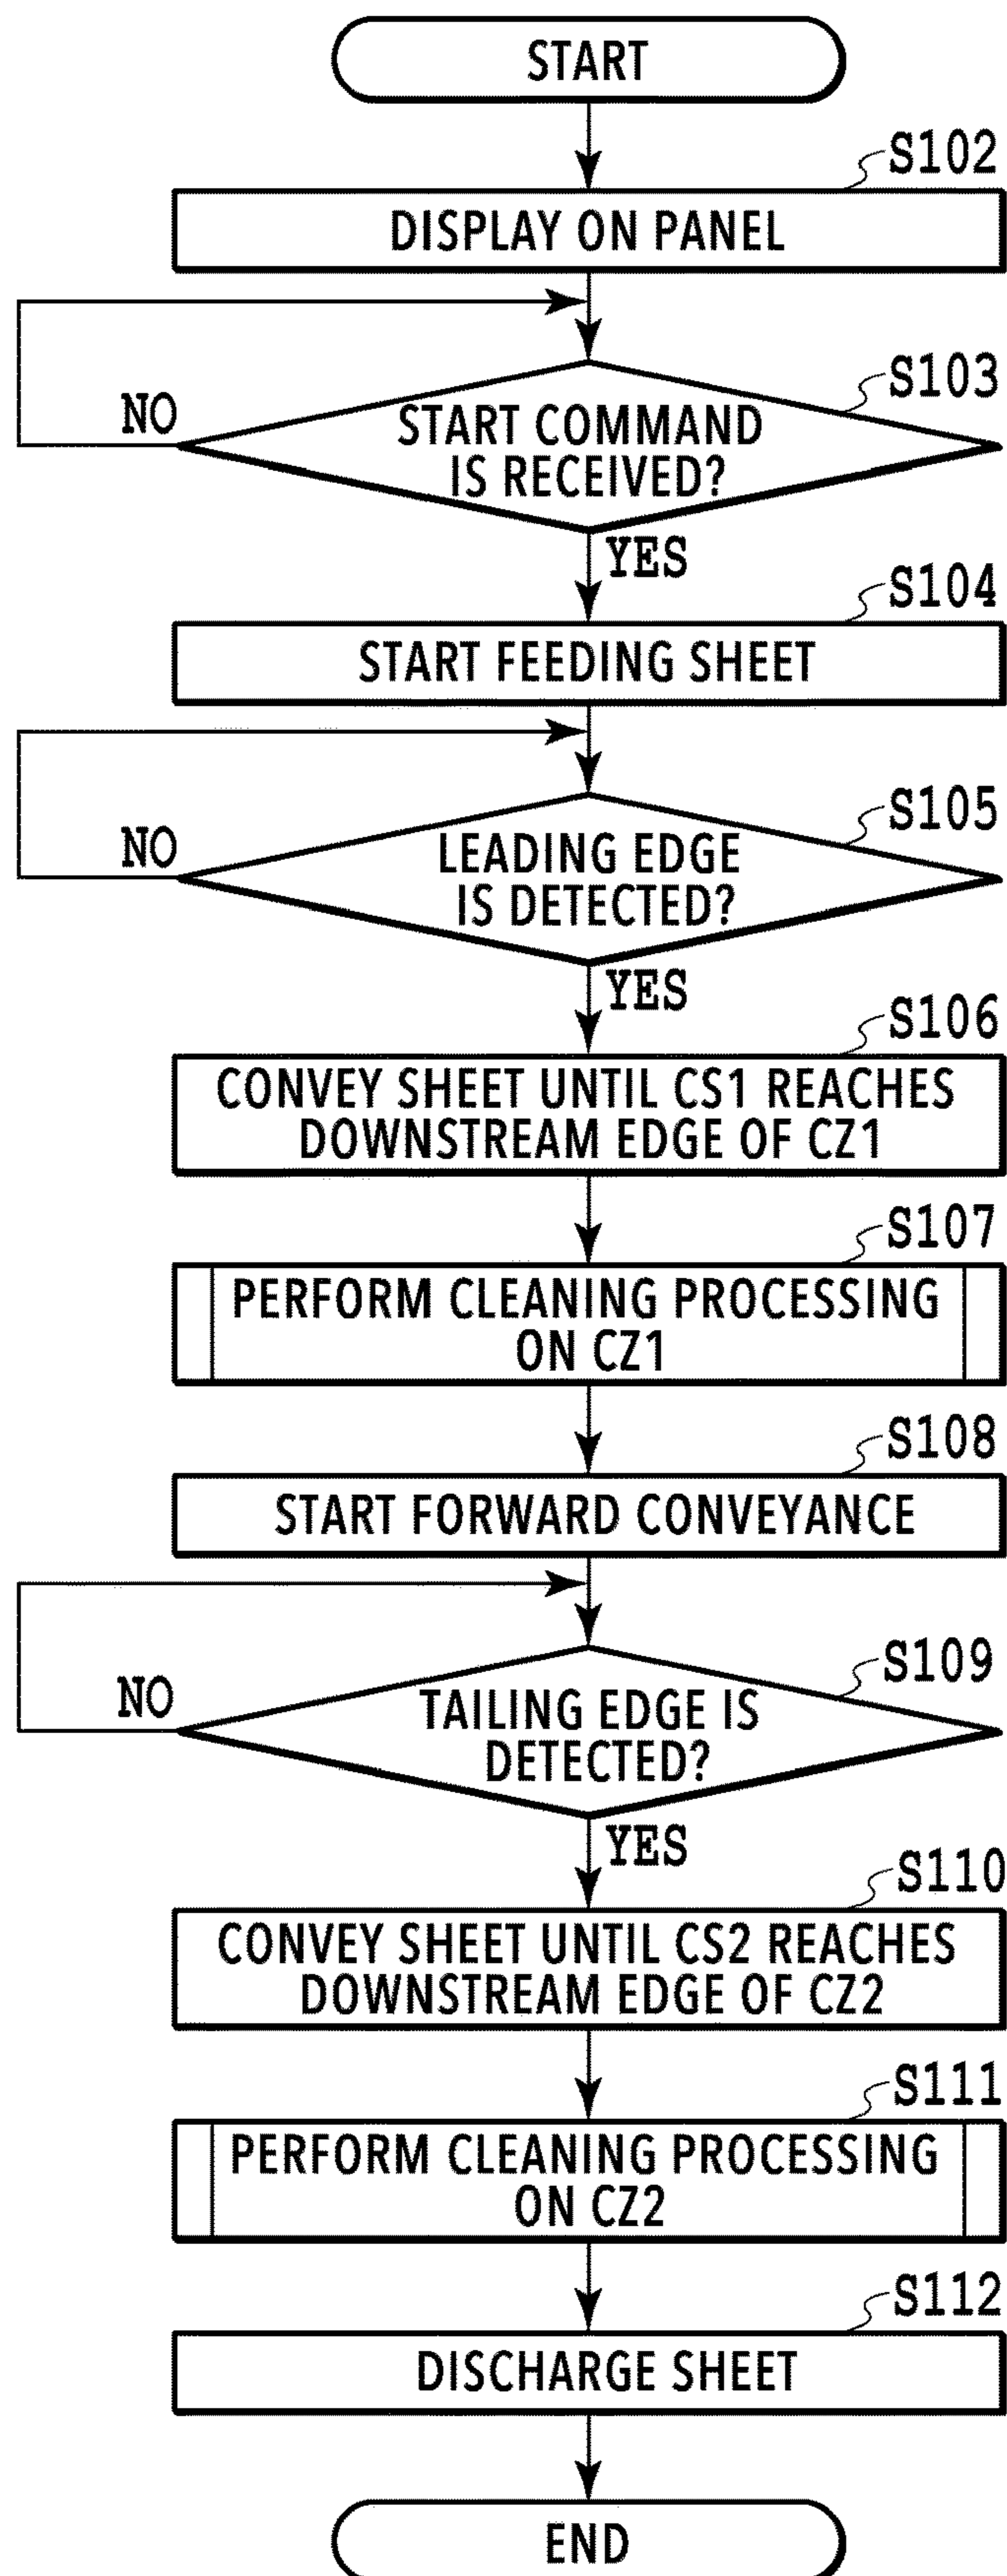 START
S102
DISPLAY ON PANEL
S103
NO
START COMMAND
IS RECEIVED?
YES
S104
START FEEDING SHEET
S105
NO
LEADING EDGE
IS DETECTED?
YES
S106
CONVEY SHEET UNTIL CS1 REACHES
DOWNSTREAM EDGE OF CZ1
S107
PERFORM CLEANING PROCESSING
ON CZ1
S108
START FORWARD CONVEYANCE
S109
NO
TAILING EDGE IS
DETECTED?
YES
S110
CONVEY SHEET UNTIL CS2 REACHES
DOWNSTREAM EDGE OF CZ2
S111
PERFORM CLEANING PROCESSING
ON CZ2
S112
DISCHARGE SHEET
END